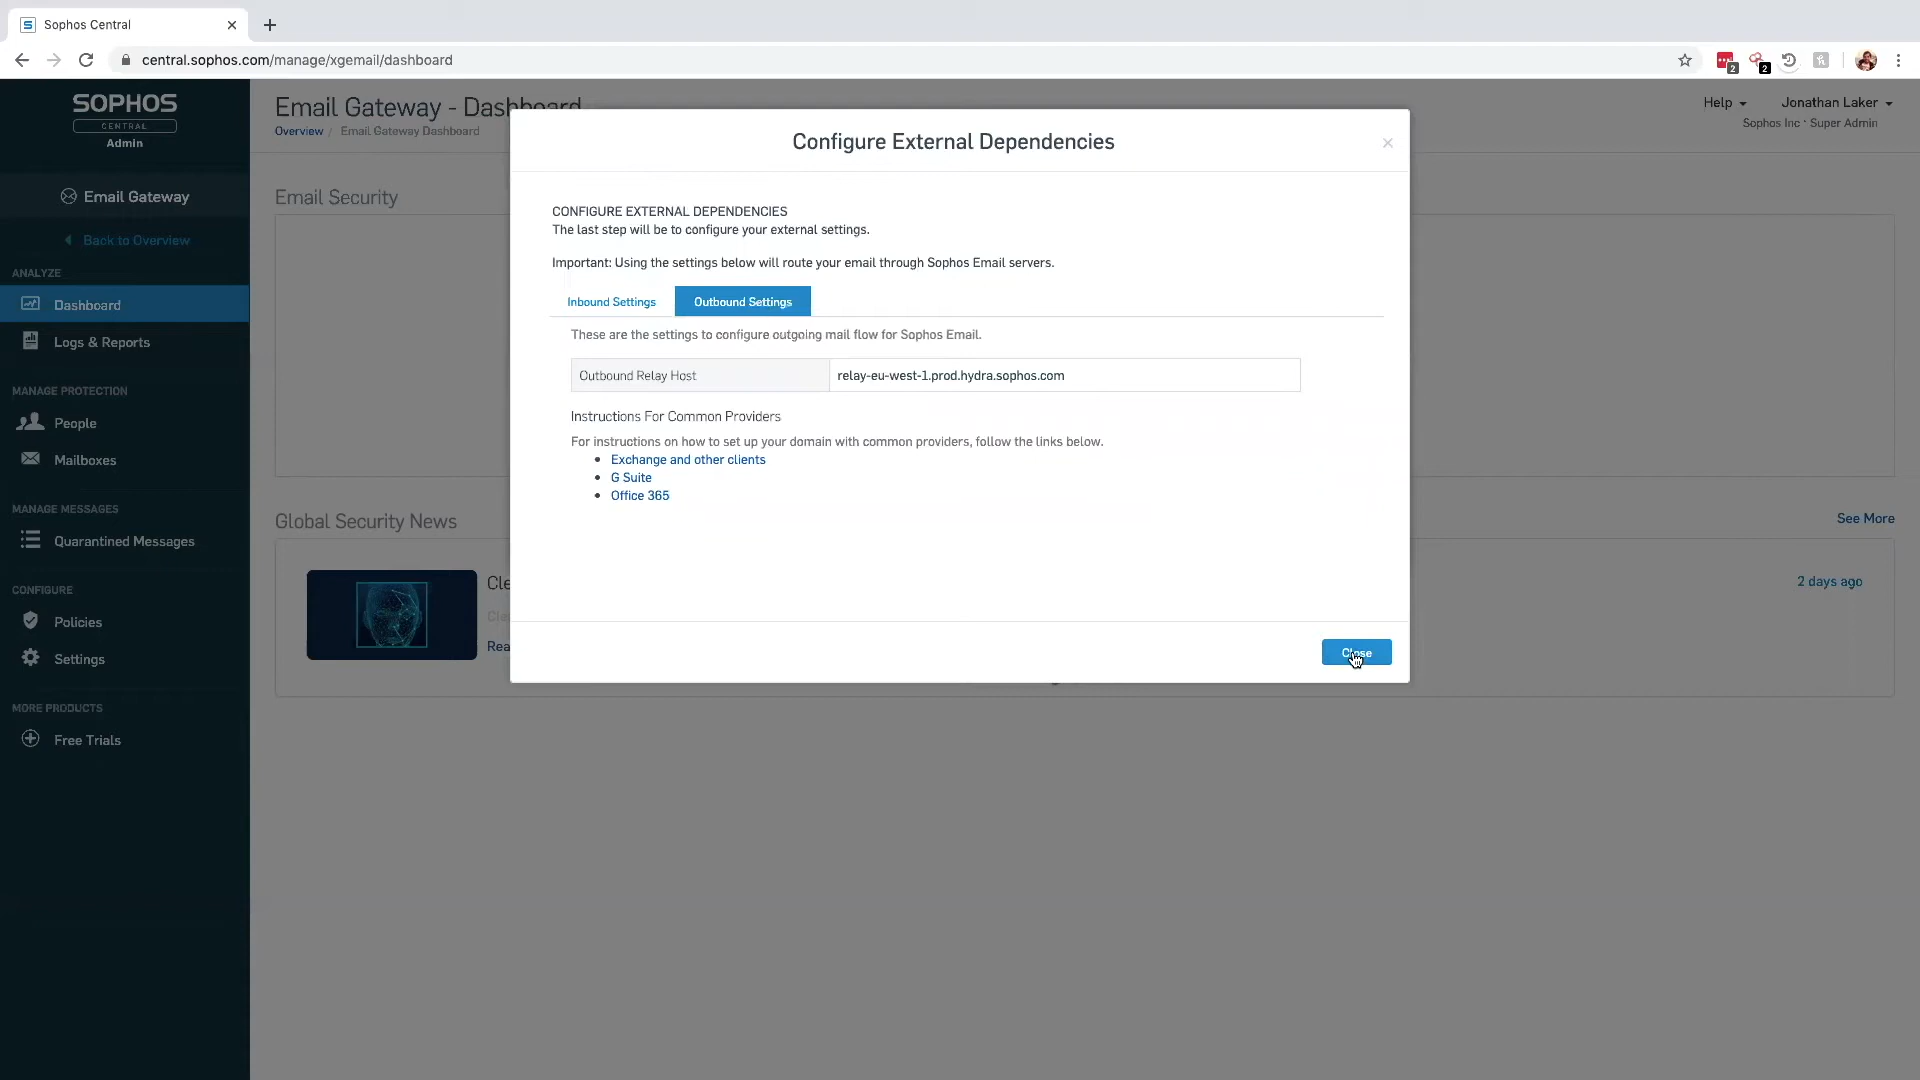 Sophos Central
central.sophos.com/manage/xgemail/dashboard
2
2
SOPHOS
CENTRAL
Admin
Email Gateway
Back to Overview
ANALYZE
Dashboard
Logs & Reports
MANAGE PROTECTION
People
Mailboxes
MANAGE MESSAGES
Quarantined Messages
CONFIGURE
Policies
Settings
MORE PRODUCTS
Free Trials
Email Gateway - Dashboard
Overview / Email Gateway Dashboard
Help
Jonathan Laker
Sophos Inc · Super Admin
Email Security
Global Security News
See More
2 days ago
Configure External Dependencies
CONFIGURE EXTERNAL DEPENDENCIES
The last step will be to configure your external settings.
Important: Using the settings below will route your email through Sophos Email servers.
Inbound Settings
Outbound Settings
These are the settings to configure outgoing mail flow for Sophos Email.
Outbound Relay Host
relay-eu-west-1.prod.hydra.sophos.com
Instructions For Common Providers
For instructions on how to set up your domain with common providers, follow the links below.
Exchange and other clients
G Suite
Office 365
Close